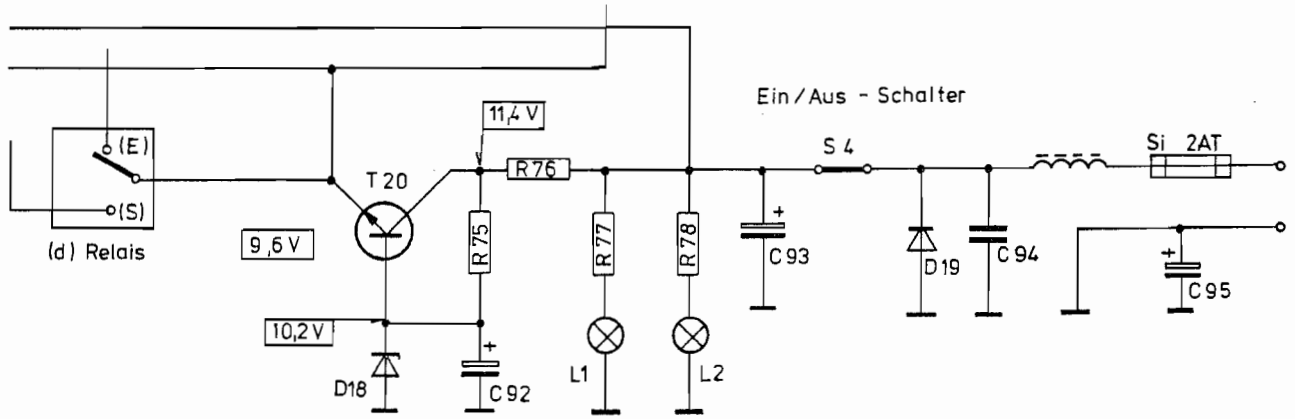 Ein/Aus - Schalter
11,4 V
(E)
S 4
Si 2AT
R76
T 20
(S)
R75
R77
R78
+
C93
D19
C94
9,6 V
(d) Relais
+
C95
10,2 V
+
D18
C92
L1
L2